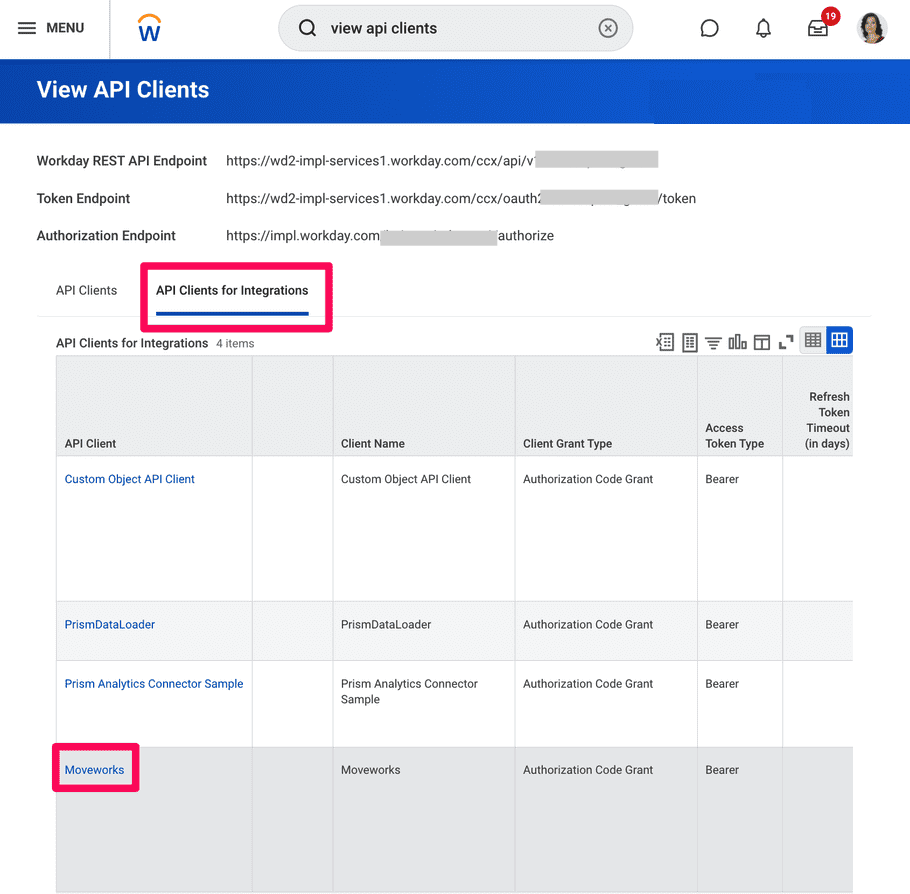 MENU
W
view api clients
19
View API Clients
Workday REST API Endpoint https://wd2-impl-services1.workday.com/ccx/api/v
Token Endpoint https://wd2-impl-services1.workday.com/ccx/oauth2 /token
Authorization Endpoint https://impl.workday.com authorize
API Clients API Clients for Integrations
API Clients for Integrations 4 items
API Client Client Name Client Grant Type Access Token Type Refresh Token Timeout (in days)
Custom Object API Client Custom Object API Client Authorization Code Grant Bearer
PrismDataLoader PrismDataLoader Authorization Code Grant Bearer
Prism Analytics Connector Sample Prism Analytics Connector Sample Authorization Code Grant Bearer
Moveworks Moveworks Authorization Code Grant Bearer